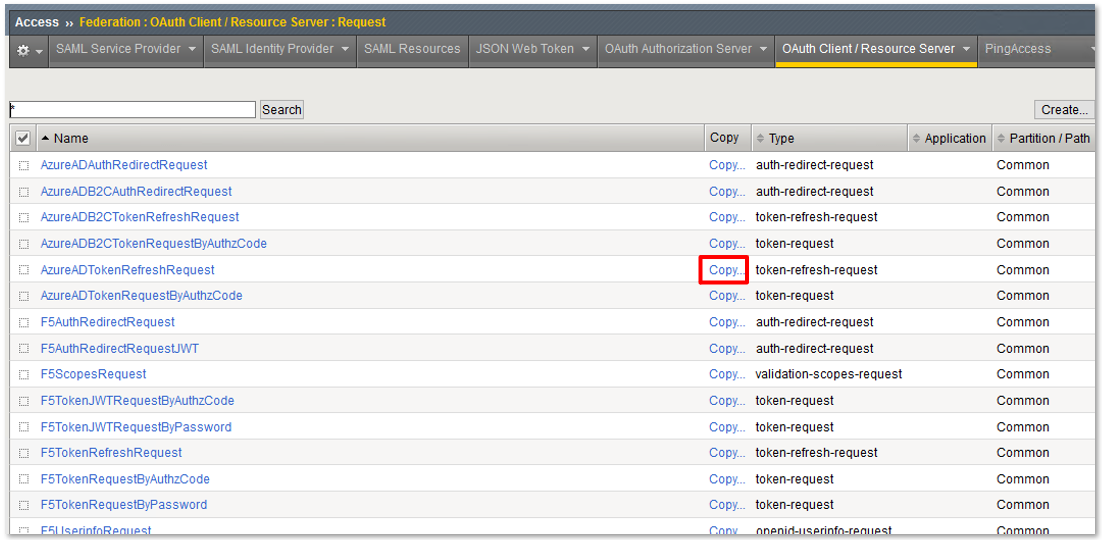 Access ›› Federation : OAuth Client / Resource Server : Request
SAML Service Provider SAML Identity Provider SAML Resources JSON Web Token OAuth Authorization Server OAuth Client / Resource Server PingAccess
* Search Create...
Name Copy Type Application Partition / Path
AzureADAuthRedirectRequest Copy... auth-redirect-request Common
AzureADB2CAuthRedirectRequest Copy... auth-redirect-request Common
AzureADB2CTokenRefreshRequest Copy... token-refresh-request Common
AzureADB2CTokenRequestByAuthzCode Copy... token-request Common
AzureADTokenRefreshRequest Copy... token-refresh-request Common
AzureADTokenRequestByAuthzCode Copy... token-request Common
F5AuthRedirectRequest Copy... auth-redirect-request Common
F5AuthRedirectRequestJWT Copy... auth-redirect-request Common
F5ScopesRequest Copy... validation-scopes-request Common
F5TokenJWTRequestByAuthzCode Copy... token-request Common
F5TokenJWTRequestByPassword Copy... token-request Common
F5TokenRefreshRequest Copy... token-refresh-request Common
F5TokenRequestByAuthzCode Copy... token-request Common
F5TokenRequestByPassword Copy... token-request Common
F5UserinfoRequest Copy... openid-userinfo-request Common